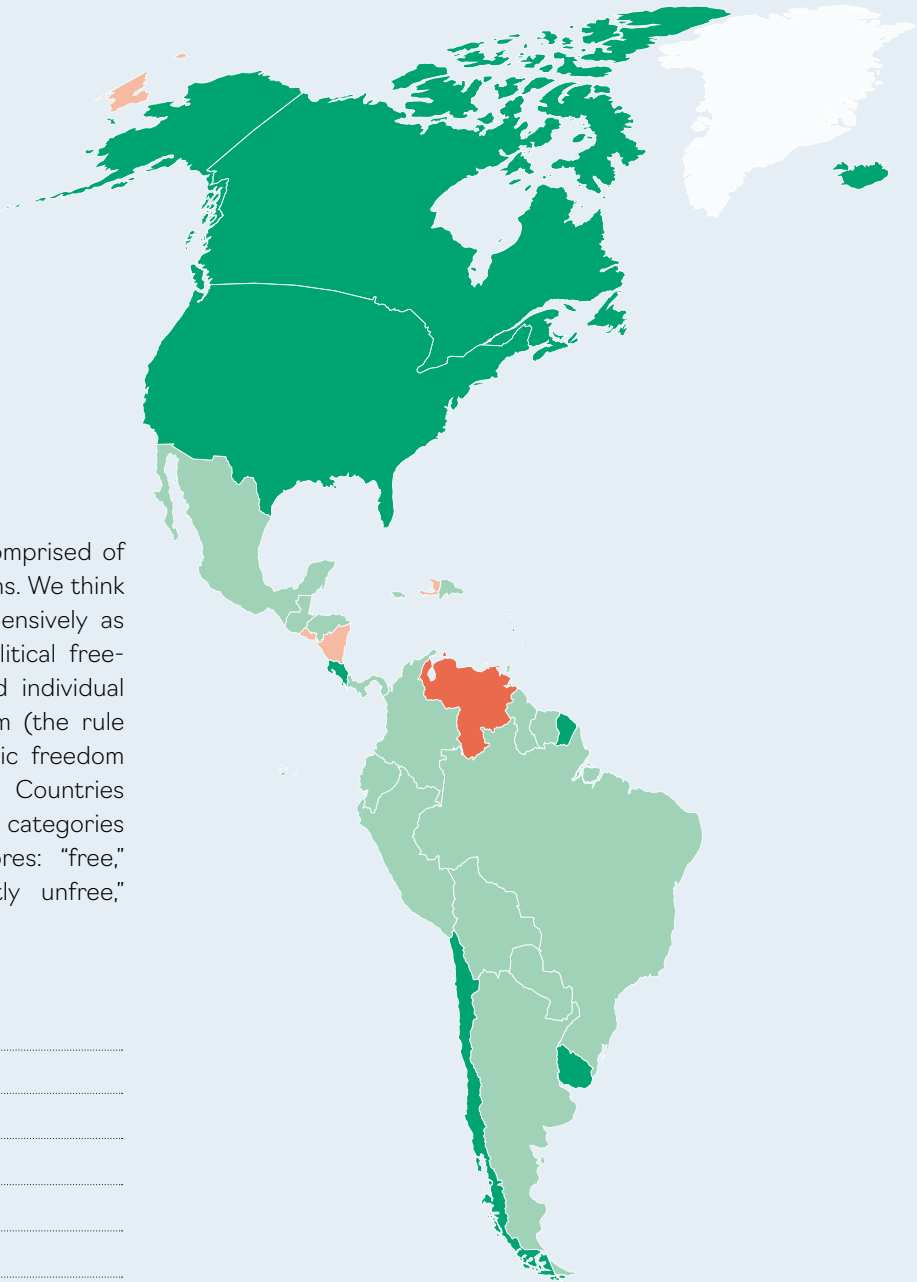 omprised of
ns. We think
ensively as
litical free-
d individual
m (the rule
ic freedom
Countries
categories
ores: “free,”
tly unfree,”